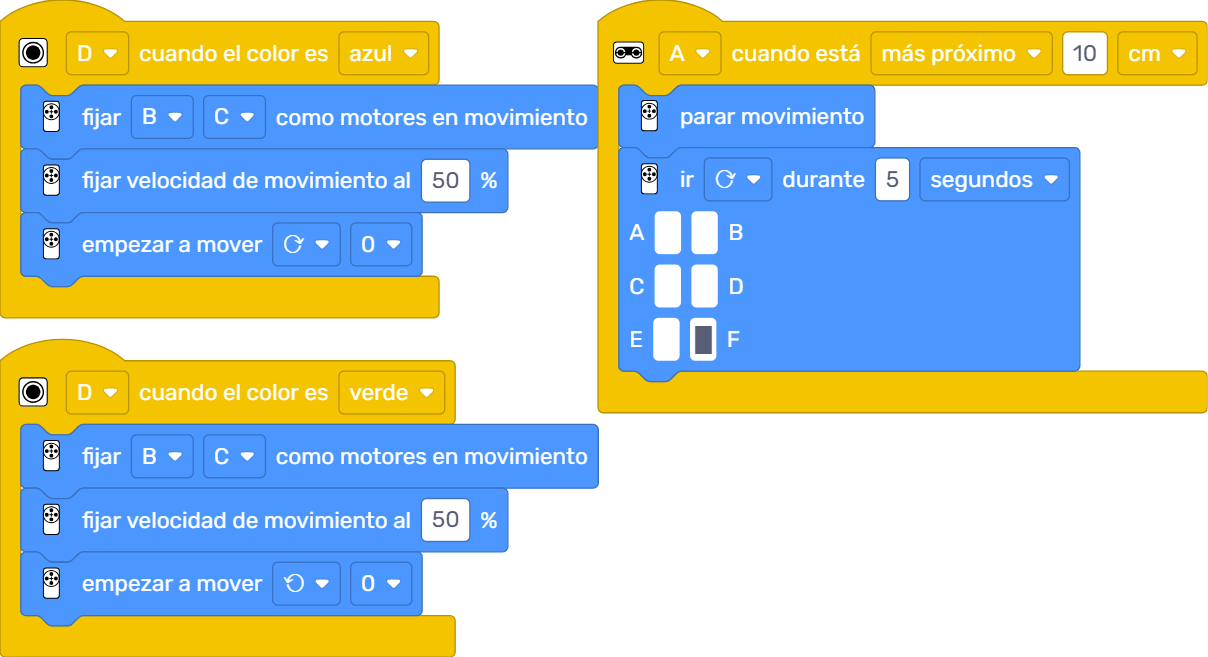 D cuando el color es azul
fijar B C como motores en movimiento
fijar velocidad de movimiento al 50 %
empezar a mover 0
D cuando el color es verde
fijar B C como motores en movimiento
fijar velocidad de movimiento al 50 %
empezar a mover 0
A cuando está más próximo 10 cm
parar movimiento
ir durante 5 segundos
A B
C D
E F